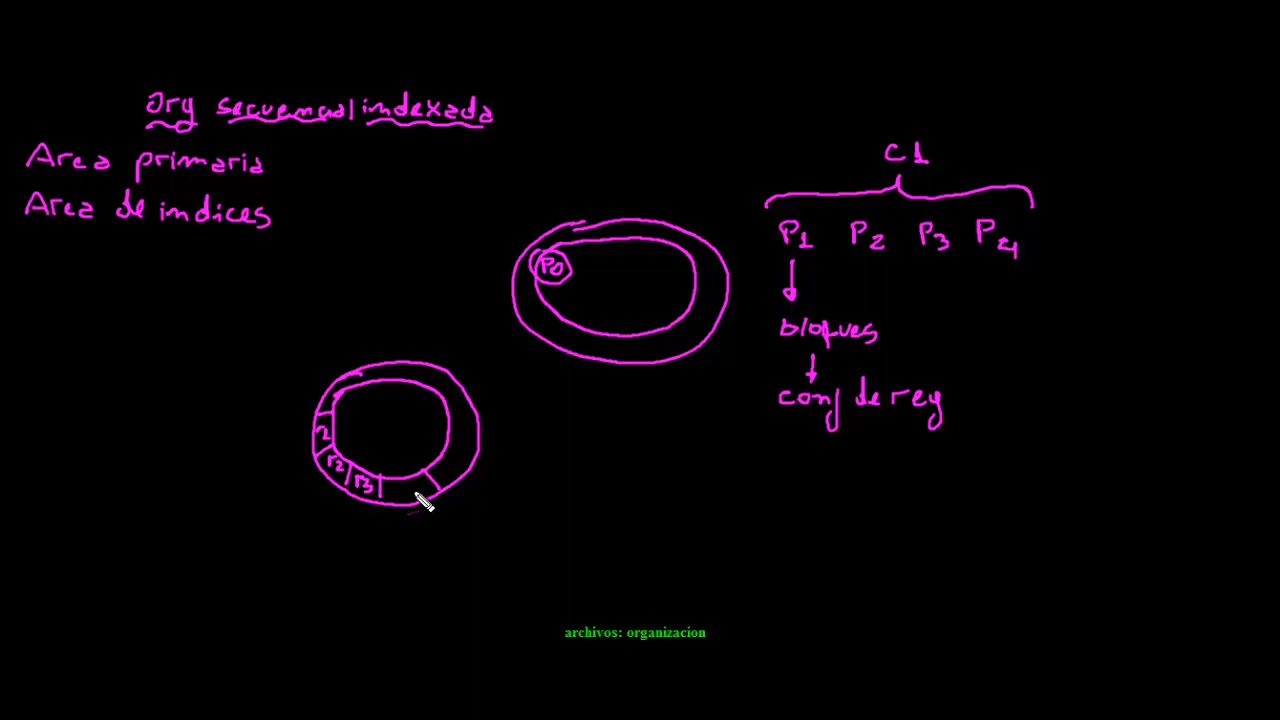 Org secuencial indexada
Area primaria
Area de indices
C1
P1 P2 P3 P4
P0
bloques
conj de reg
r2 r3
archivos: organizacion